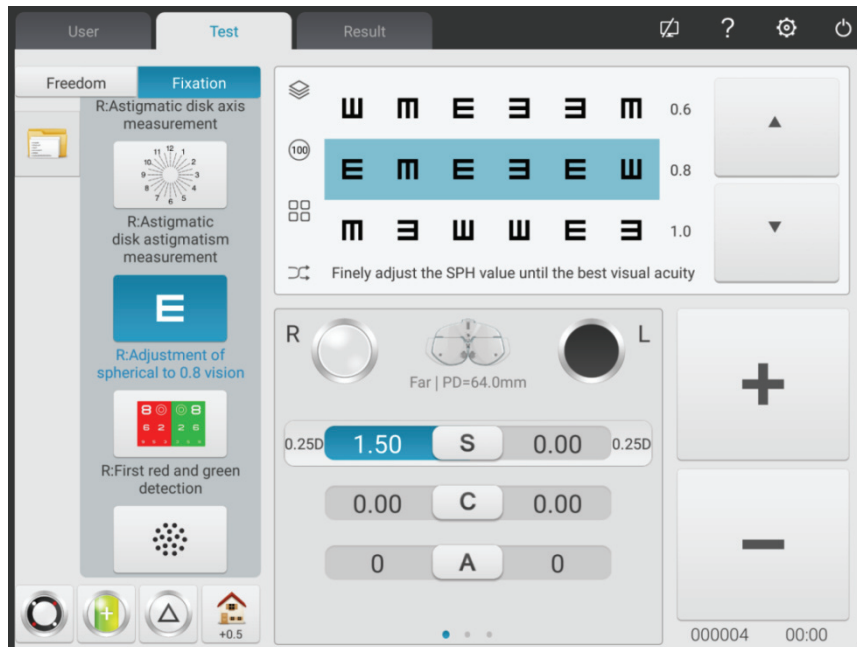 User
Test
Result
?
Freedom
Fixation
R:Astigmatic disk axis
measurement
11 12 1
10 2
9 3
8 4
7 6 5
R:Astigmatic
disk astigmatism
measurement
E
R:Adjustment of
spherical to 0.8 vision
8 8
6 2 2 6
R:First red and green
detection
+0.5
100
0.6
0.8
1.0
Finely adjust the SPH value until the best visual acuity
R
L
Far | PD=64.0mm
0.25D 1.50 S 0.00 0.25D
0.00 C 0.00
0 A 0
+
−
000004 00:00